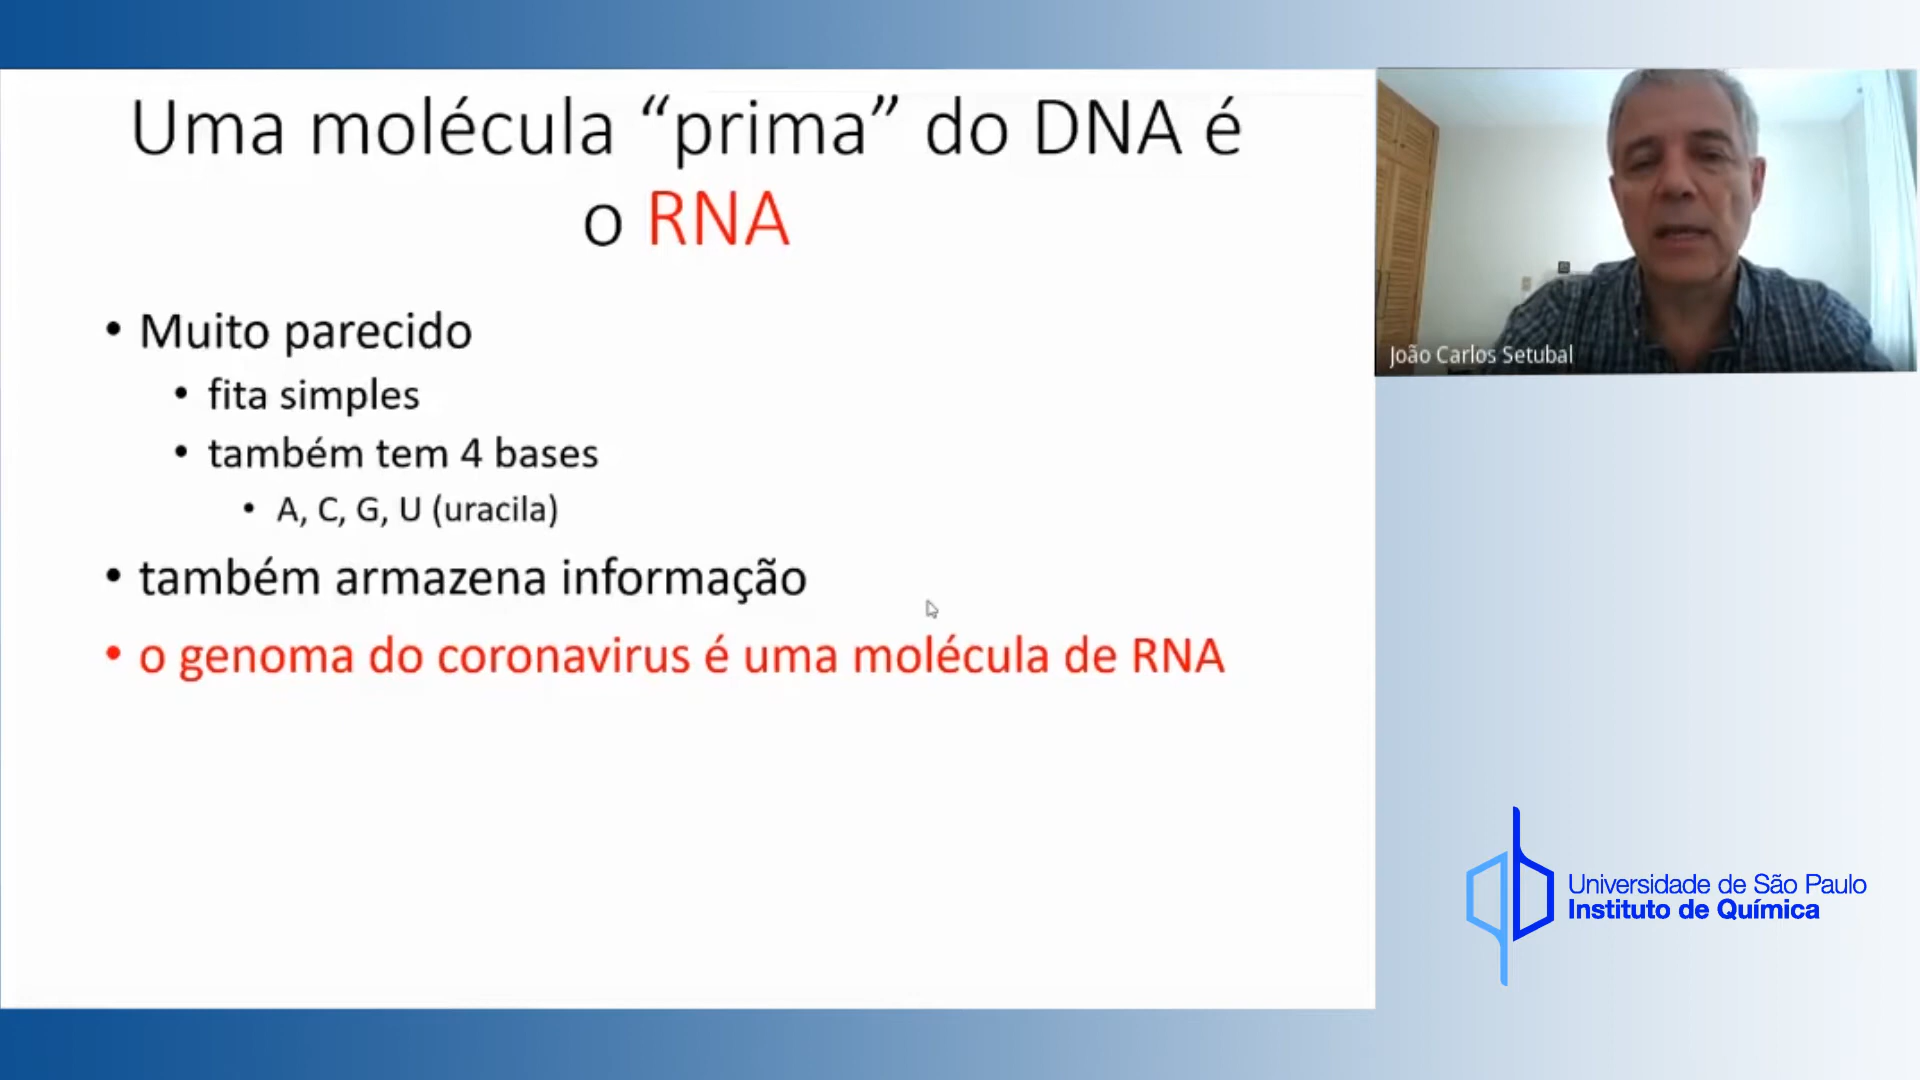 Uma molécula “prima” do DNA é
o RNA
• Muito parecido
• fita simples
• também tem 4 bases
• A, C, G, U (uracila)
• também armazena informação
• o genoma do coronavirus é uma molécula de RNA
João Carlos Setubal
Universidade de São Paulo
Instituto de Química